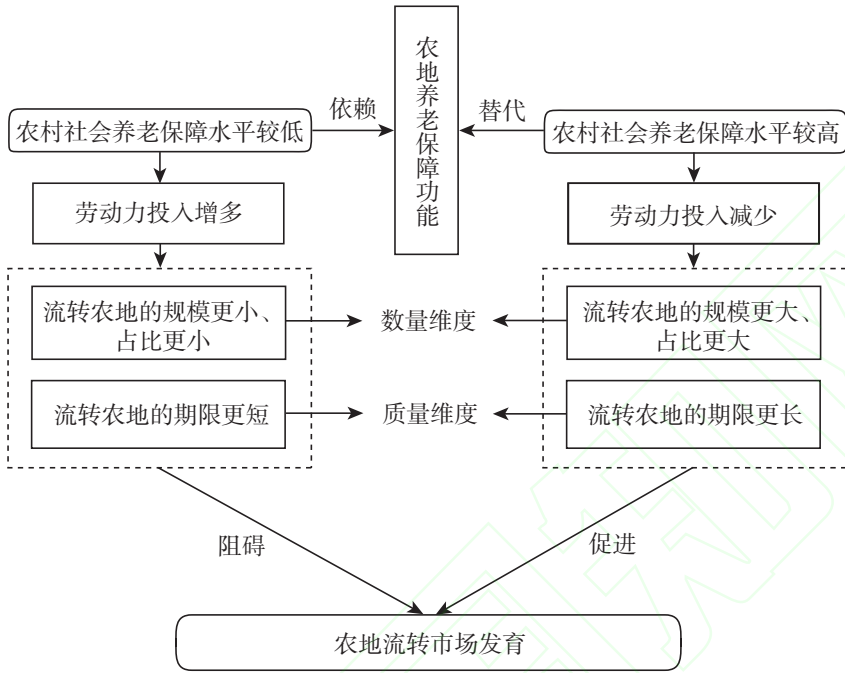 农地养老保障功能
农村社会养老保障水平较低
依赖
替代
农村社会养老保障水平较高
劳动力投入增多
劳动力投入减少
流转农地的规模更小、
占比更小
数量维度
流转农地的规模更大、
占比更大
流转农地的期限更短
质量维度
流转农地的期限更长
阻碍
促进
农地流转市场发育